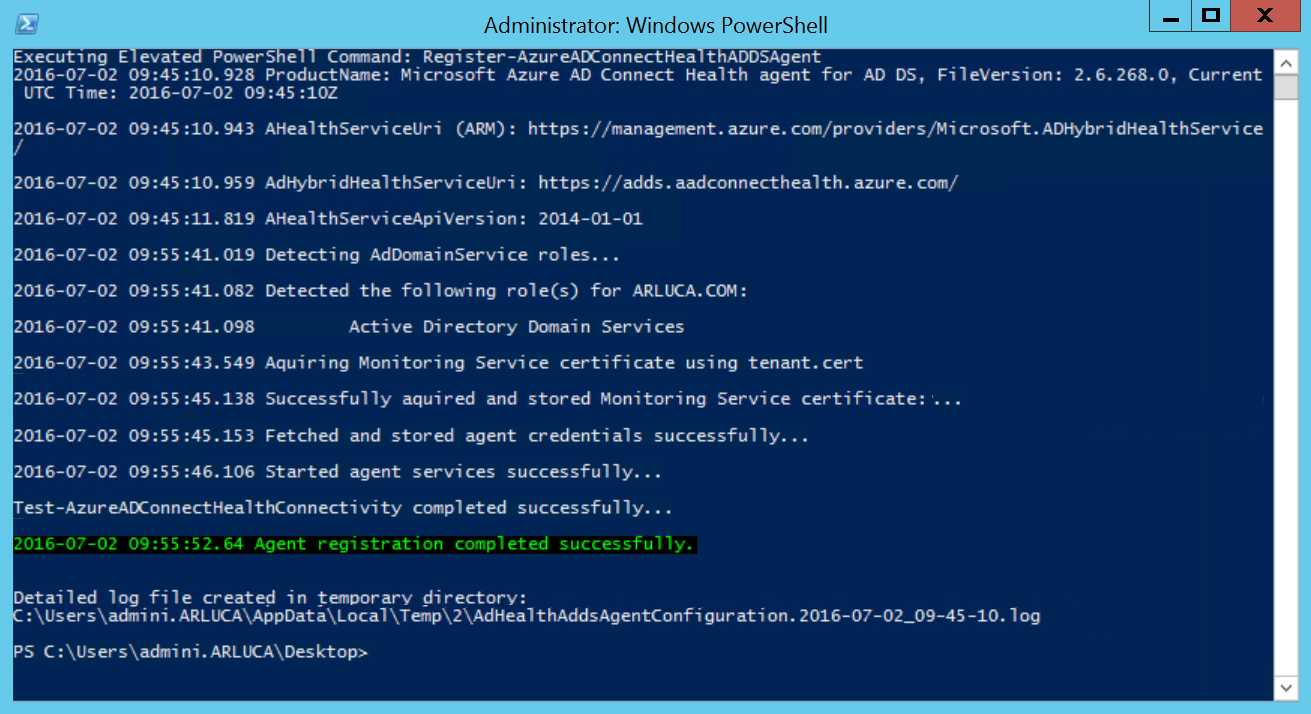 Administrator: Windows PowerShell
Executing Elevated PowerShell Command: Register-AzureADConnectHealthADDSAgent
2016-07-02 09:45:10.928 ProductName: Microsoft Azure AD Connect Health agent for AD DS, FileVersion: 2.6.268.0, Current
UTC Time: 2016-07-02 09:45:10Z
2016-07-02 09:45:10.943 AHealthServiceUri (ARM): https://management.azure.com/providers/Microsoft.ADHybridHealthService
/
2016-07-02 09:45:10.959 AdHybridHealthServiceUri: https://adds.aadconnecthealth.azure.com/
2016-07-02 09:45:11.819 AHealthServiceApiVersion: 2014-01-01
2016-07-02 09:55:41.019 Detecting AdDomainService roles...
2016-07-02 09:55:41.082 Detected the following role(s) for ARLUCA.COM:
2016-07-02 09:55:41.098 Active Directory Domain Services
2016-07-02 09:55:43.549 Aquiring Monitoring Service certificate using tenant.cert
2016-07-02 09:55:45.138 Successfully aquired and stored Monitoring Service certificate:...
2016-07-02 09:55:45.153 Fetched and stored agent credentials successfully...
2016-07-02 09:55:46.106 Started agent services successfully...
Test-AzureADConnectHealthConnectivity completed successfully...
2016-07-02 09:55:52.64 Agent registration completed successfully.
Detailed log file created in temporary directory:
C:\Users\admini.ARLUCA\AppData\Local\Temp\2\AdHealthAddsAgentConfiguration.2016-07-02_09-45-10.log
PS C:\Users\admini.ARLUCA\Desktop>